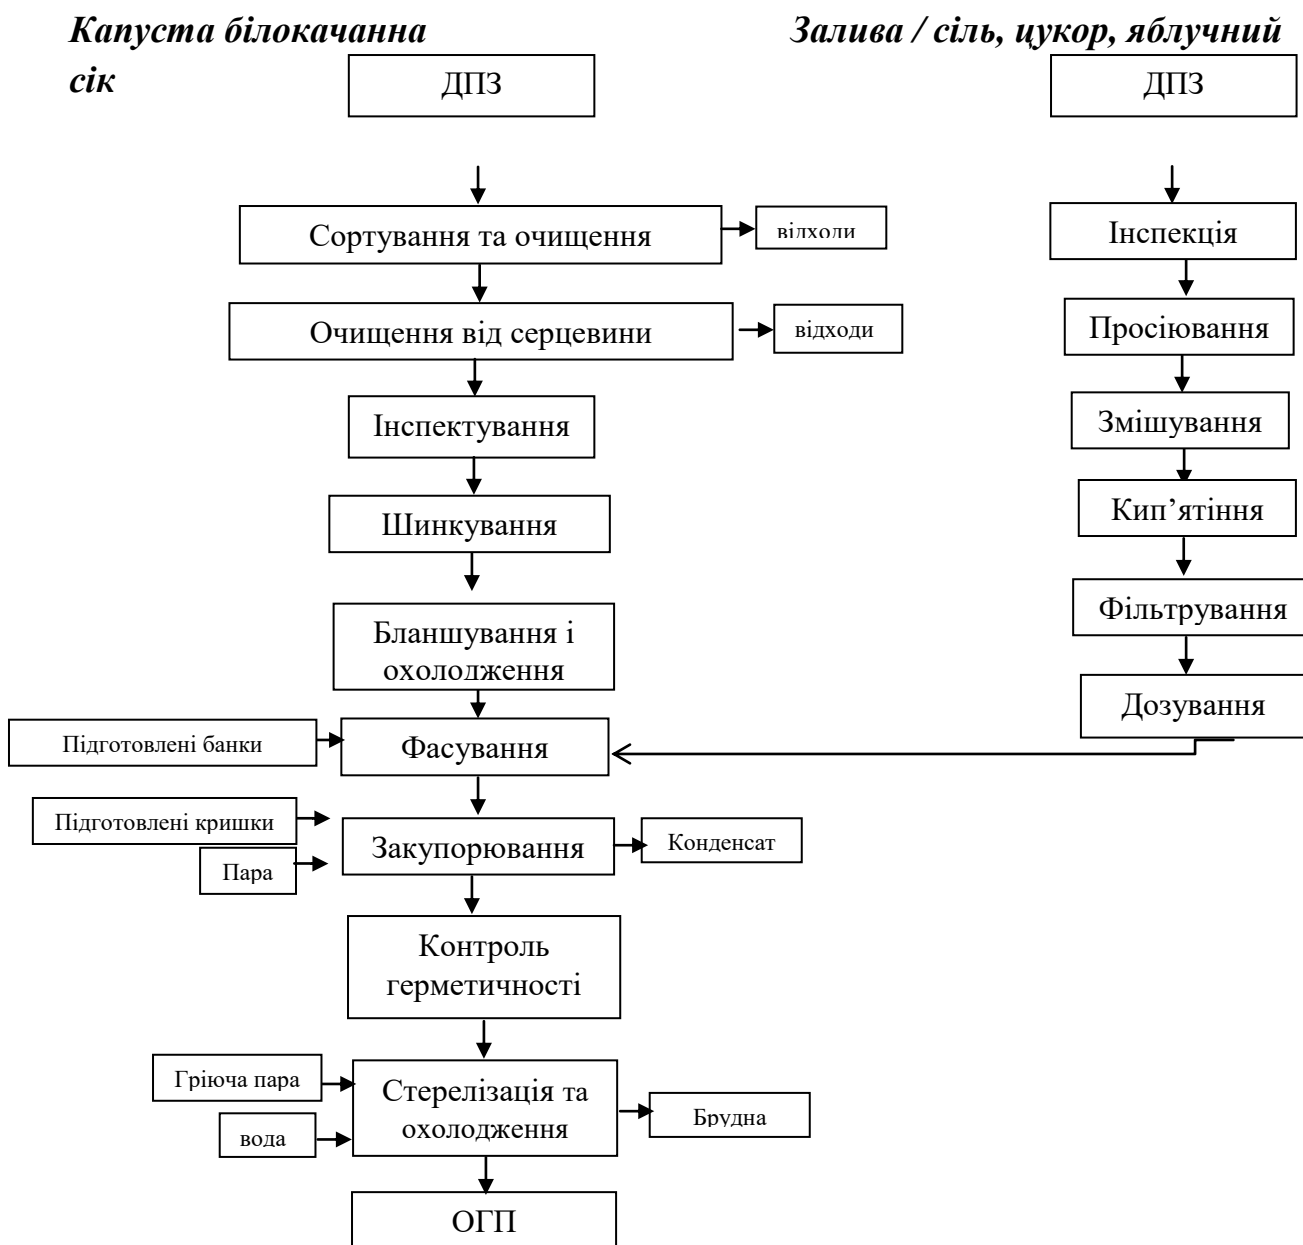 Капуста білокачанна
Залива / сіль, цукор, яблучний
сік
ДПЗ
ДПЗ
Сортування та очищення
відходи
Інспекція
Очищення від серцевини
відходи
Просіювання
Інспектування
Змішування
Шинкування
Кип’ятіння
Бланшування і
охолодження
Фільтрування
Дозування
Підготовлені банки
Фасування
Підготовлені кришки
Закупорювання
Конденсат
Пара
Контроль
герметичності
Гріюча пара
Стерелізація та
охолодження
Брудна
вода
ОГП